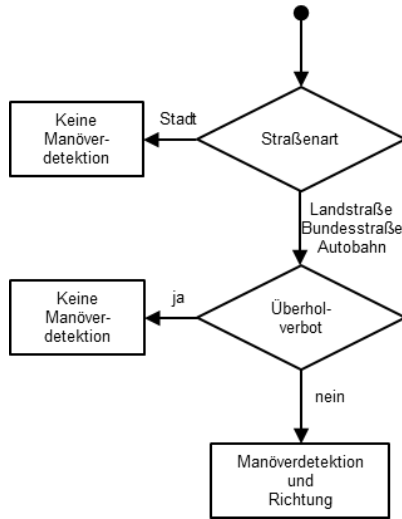 Keine
Manöver-
detektion
Stadt
Straßenart
Landstraße
Bundesstraße
Autobahn
Keine
Manöver-
detektion
ja
Überhol-
verbot
nein
Manöverdetektion
und
Richtung